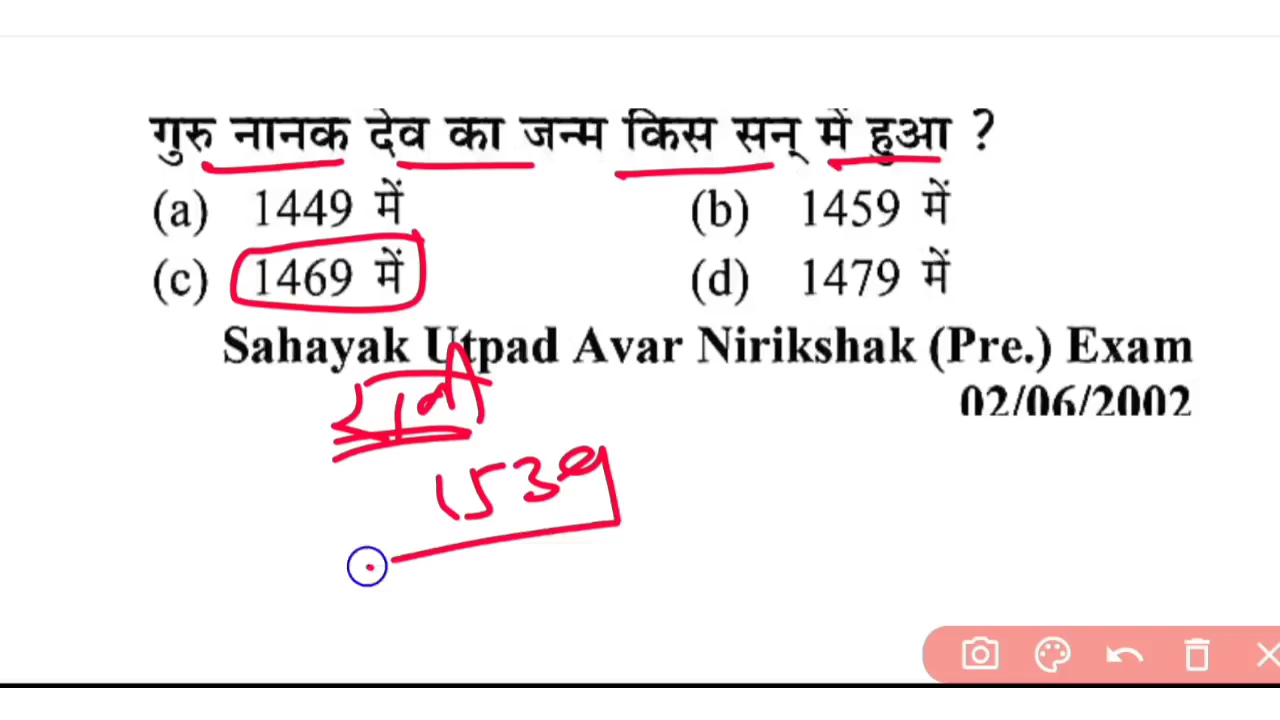 गुरु नानक देव का जन्म किस सन् में हुआ ?
(a) 1449 में (b) 1459 में
(c) 1469 में (d) 1479 में
Sahayak Utpad Avar Nirikshak (Pre.) Exam
02/06/2002
1539